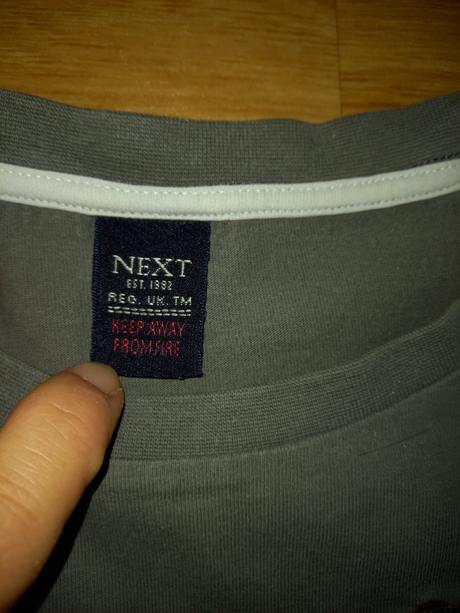 NEXT
EST. 1982
REG. UK. TM
KEEP AWAY
FROM FIRE